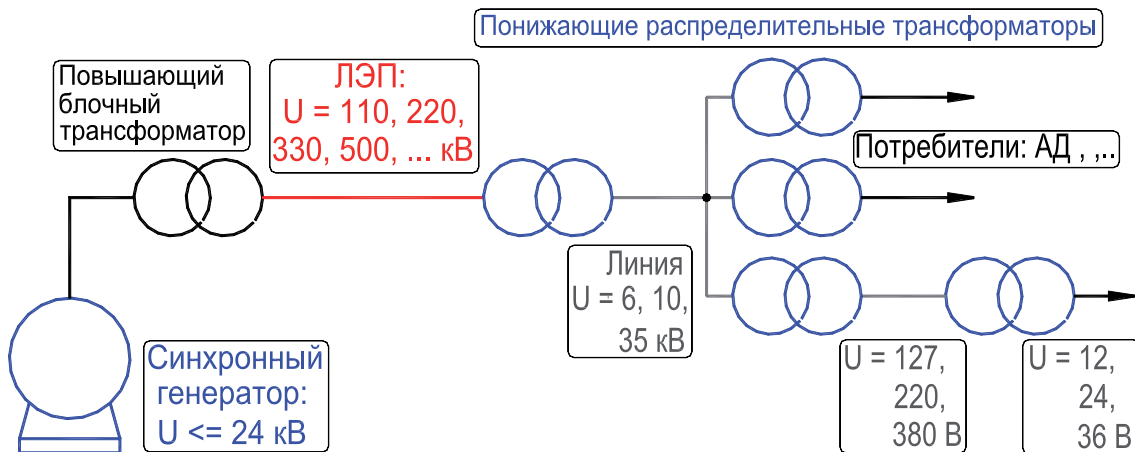 Понижающие распределительные трансформаторы
Повышающий
блочный
трансформатор
ЛЭП:
U = 110, 220,
330, 500, ... кВ
Потребители: АД , ,..
Линия
U = 6, 10,
35 кВ
Синхронный
генератор:
U <= 24 кВ
U = 127,
220,
380 В
U = 12,
24,
36 В